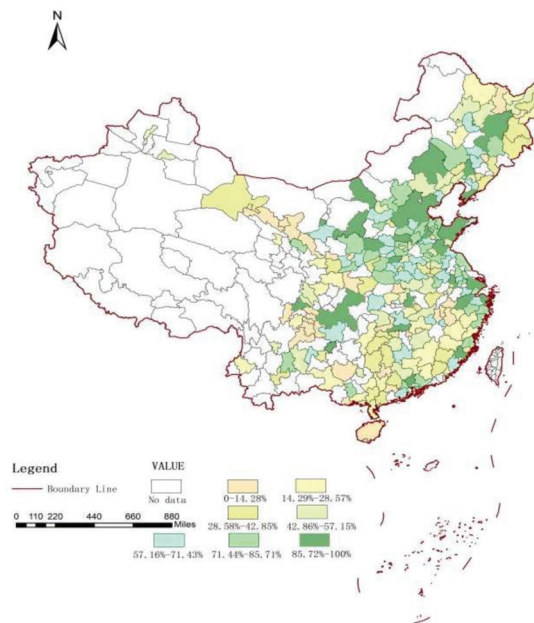 N
Legend
VALUE
Boundary Line
No data
0-14.28%
14.29%-28.57%
28.58%-42.85%
42.86%-57.15%
0 110 220 440 660 880
Miles
57.16%-71.43%
71.44%-85.71%
85.72%-100%